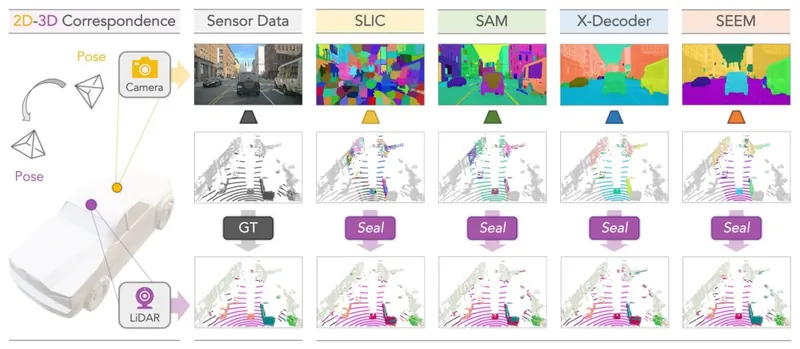 2D-3D Correspondence
Sensor Data
SLIC
SAM
X-Decoder
SEEM
Pose
Camera
Pose
GT
Seal
Seal
Seal
Seal
LiDAR